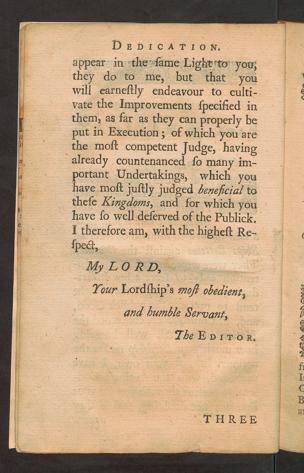 DEDICATION.
appear in the ſame Light to you,
they do to me, but that you
will earneſtly endeavour to culti-
vate the Improvements ſpecified in
them, as far as they can properly be
put in Execution; of which you are
the moſt competent Judge, having
already countenanced ſo many im-
portant Undertakings, which you
have moſt juſtly judged beneficial to
theſe Kingdoms, and for which you
have ſo well deſerved of the Publick.
I therefore am, with the higheſt Re-
ſpect,
My LORD,
Your Lordſhip's moſt obedient,
and humble Servant,
The EDITOR.
THREE